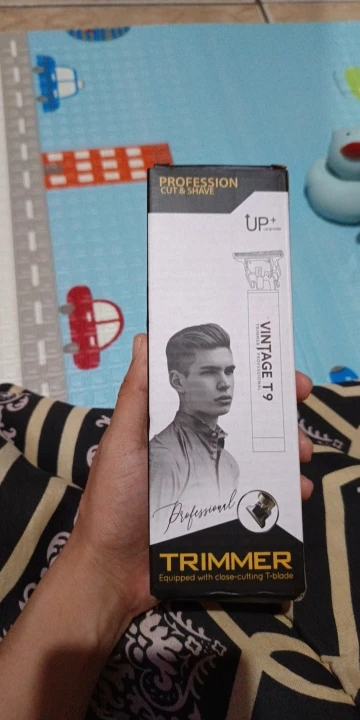 PROFESSION
CUT & SHAVE
UP+
VINTAGE T9
Professional
TRIMMER
Equipped with close-cutting T-blade